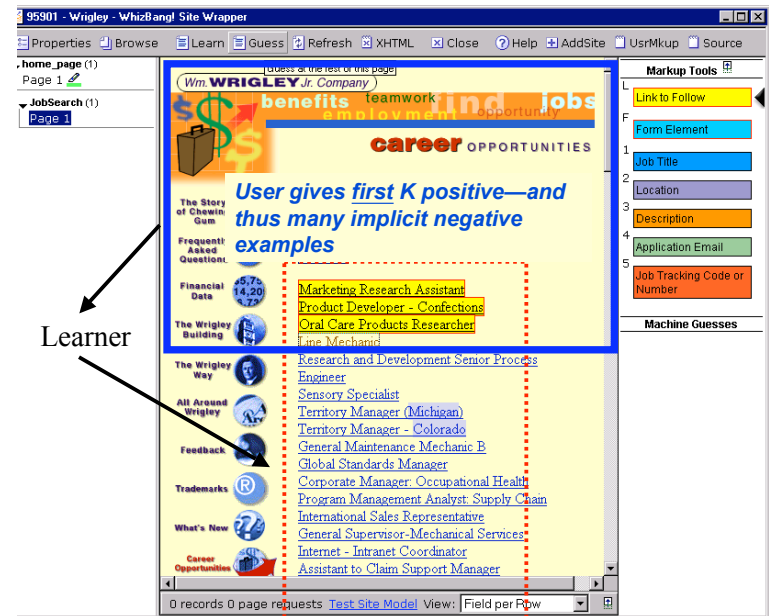 95901 - Wrigley - WhizBang! Site Wrapper
Properties Browse Learn Guess Refresh XHTML Close Help AddSite UsrMkup Source
home_page (1)
Page 1
JobSearch (1)
Page 1
Guess at the rest of this page
Wm. WRIGLEY Jr. Company
benefits teamwork find jobs
employment opportunity
career OPPORTUNITIES
User gives first K positive—and
thus many implicit negative
examples
The Story
of Chewing
Gum
Frequently
Asked
Questions
Financial
Data
The Wrigley
Building
The Wrigley
Way
All Around
Wrigley
Feedback
Trademarks
What's New
Career
Opportunities
Marketing Research Assistant
Product Developer - Confections
Oral Care Products Researcher
Line Mechanic
Research and Development Senior Process
Engineer
Sensory Specialist
Territory Manager (Michigan)
Territory Manager - Colorado
General Maintenance Mechanic B
Global Standards Manager
Corporate Manager: Occupational Health
Program Management Analyst: Supply Chain
International Sales Representative
General Supervisor-Mechanical Services
Internet - Intranet Coordinator
Assistant to Claim Support Manager
Learner
Markup Tools
L
Link to Follow
F
Form Element
1
Job Title
2
Location
3
Description
4
Application Email
5
Job Tracking Code or
Number
Machine Guesses
0 records 0 page requests Test Site Model View: Field per Row